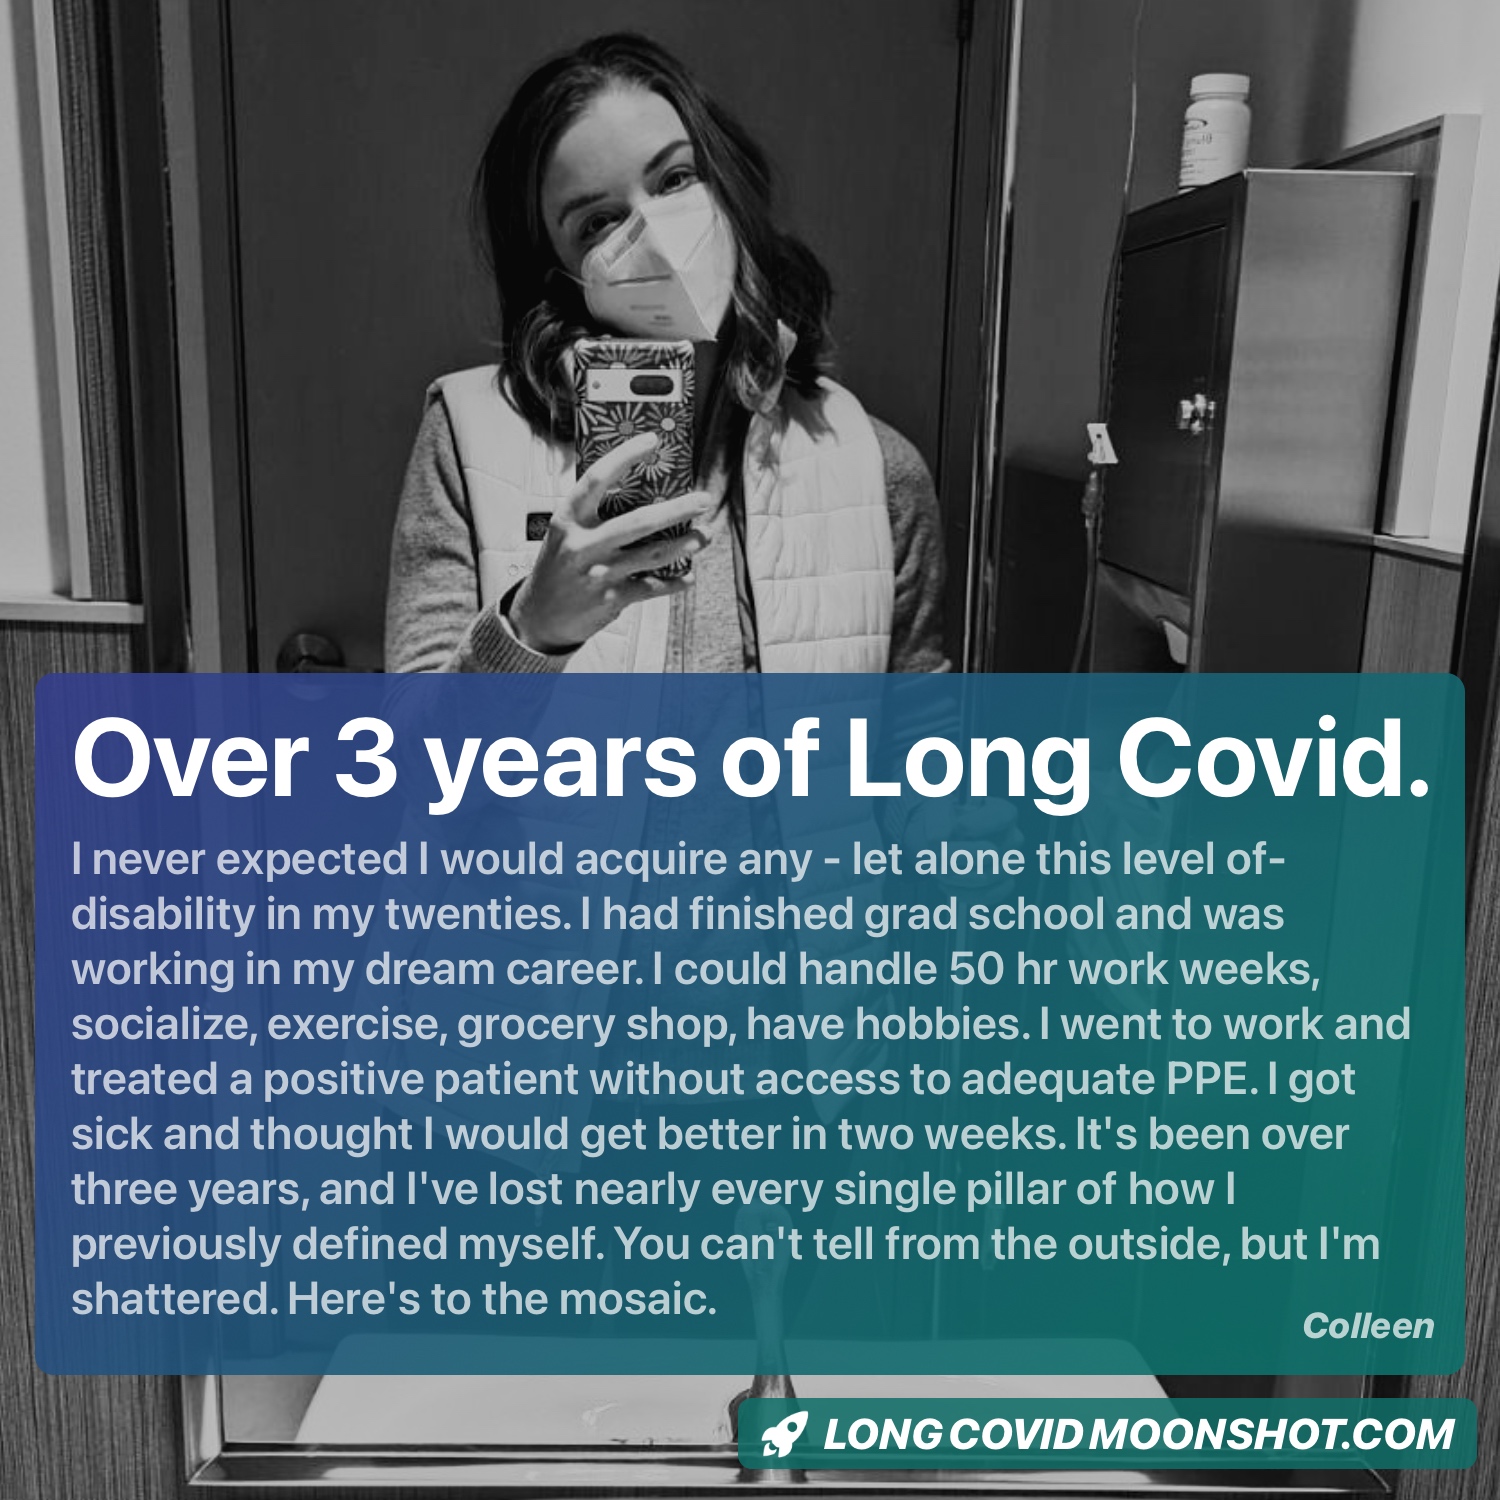 Over 3 years of Long Covid.
I never expected I would acquire any - let alone this level of-
disability in my twenties. I had finished grad school and was
working in my dream career. I could handle 50 hr work weeks,
socialize, exercise, grocery shop, have hobbies. I went to work and
treated a positive patient without access to adequate PPE. I got
sick and thought I would get better in two weeks. It's been over
three years, and I've lost nearly every single pillar of how I
previously defined myself. You can't tell from the outside, but I'm
shattered. Here's to the mosaic.
Colleen
LONG COVID MOONSHOT.COM